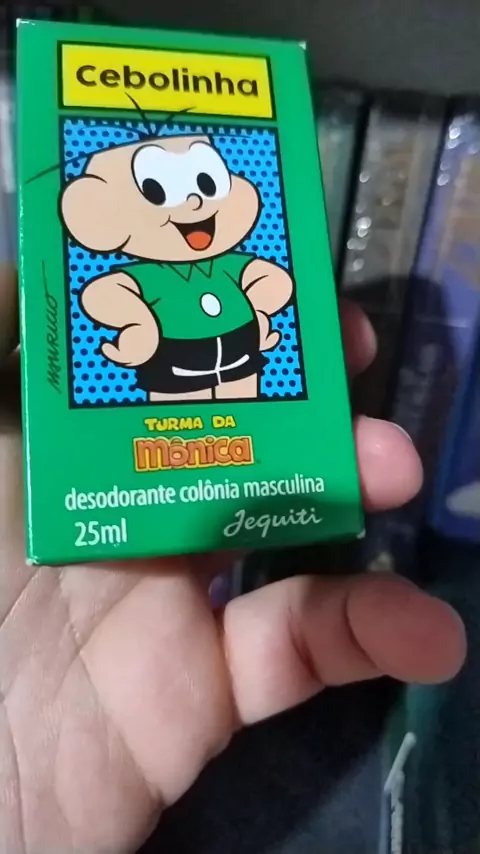 Cebolinha
MAURICIO
TURMA DA
Mônica
desodorante colônia masculina
25ml
Jequiti